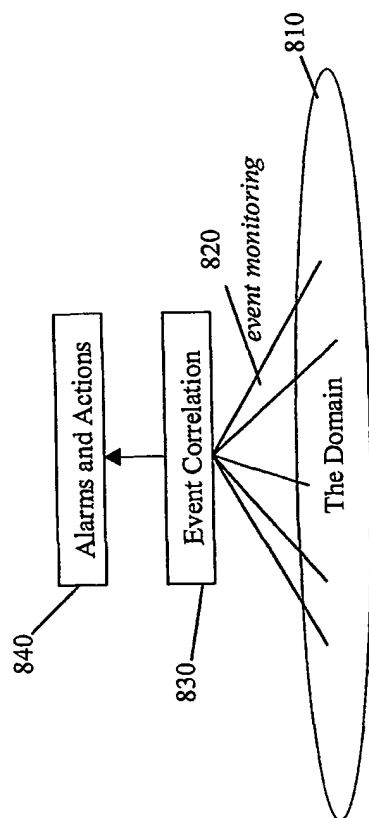 840
Alarms and Actions
830
Event Correlation
820
event monitoring
810
The Domain